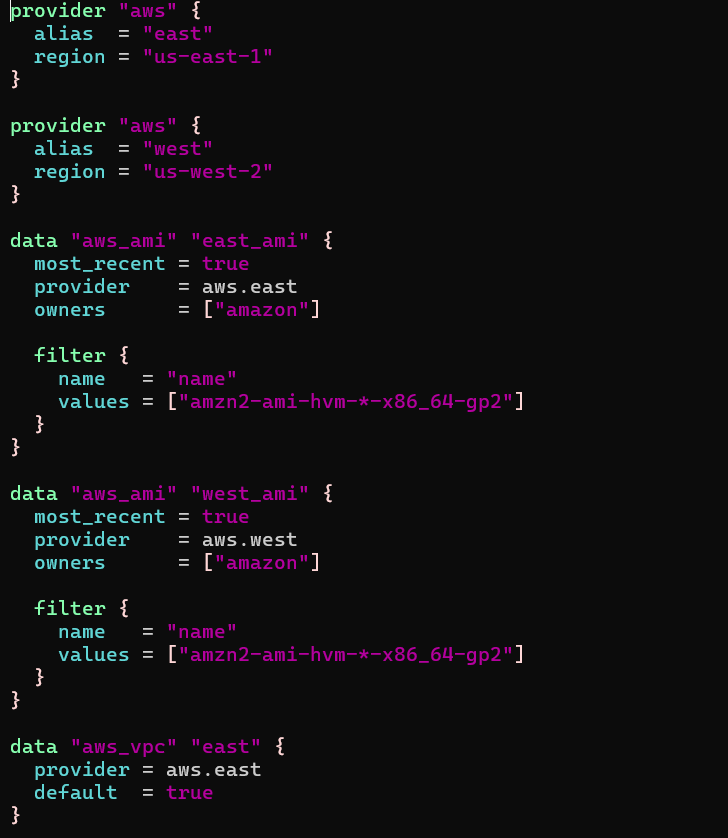 provider "aws" {
  alias  = "east"
  region = "us-east-1"
}

provider "aws" {
  alias  = "west"
  region = "us-west-2"
}

data "aws_ami" "east_ami" {
  most_recent = true
  provider    = aws.east
  owners      = ["amazon"]

  filter {
    name   = "name"
    values = ["amzn2-ami-hvm-*-x86_64-gp2"]
  }
}

data "aws_ami" "west_ami" {
  most_recent = true
  provider    = aws.west
  owners      = ["amazon"]

  filter {
    name   = "name"
    values = ["amzn2-ami-hvm-*-x86_64-gp2"]
  }
}

data "aws_vpc" "east" {
  provider = aws.east
  default  = true
}